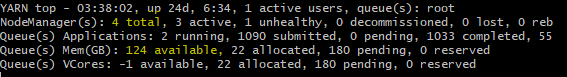 YARN top - 03:38:02, up 24d, 6:34, 1 active users, queue(s): root
NodeManager(s): 4 total, 3 active, 1 unhealthy, 0 decommissioned, 0 lost, 0 reb
Queue(s) Applications: 2 running, 1090 submitted, 0 pending, 1033 completed, 55
Queue(s) Mem(GB): 124 available, 22 allocated, 180 pending, 0 reserved
Queue(s) VCores: -1 available, 22 allocated, 180 pending, 0 reserved